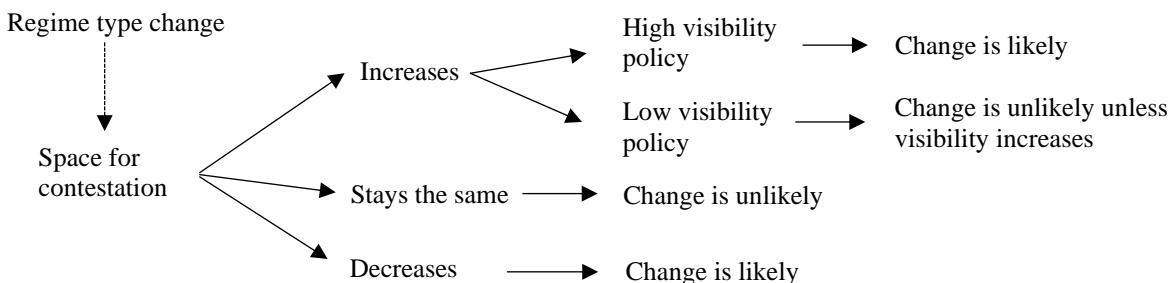 Regime type change
High visibility
policy
Change is likely
Increases
Low visibility
policy
Change is unlikely unless
visibility increases
Space for
contestation
Stays the same
Change is unlikely
Decreases
Change is likely